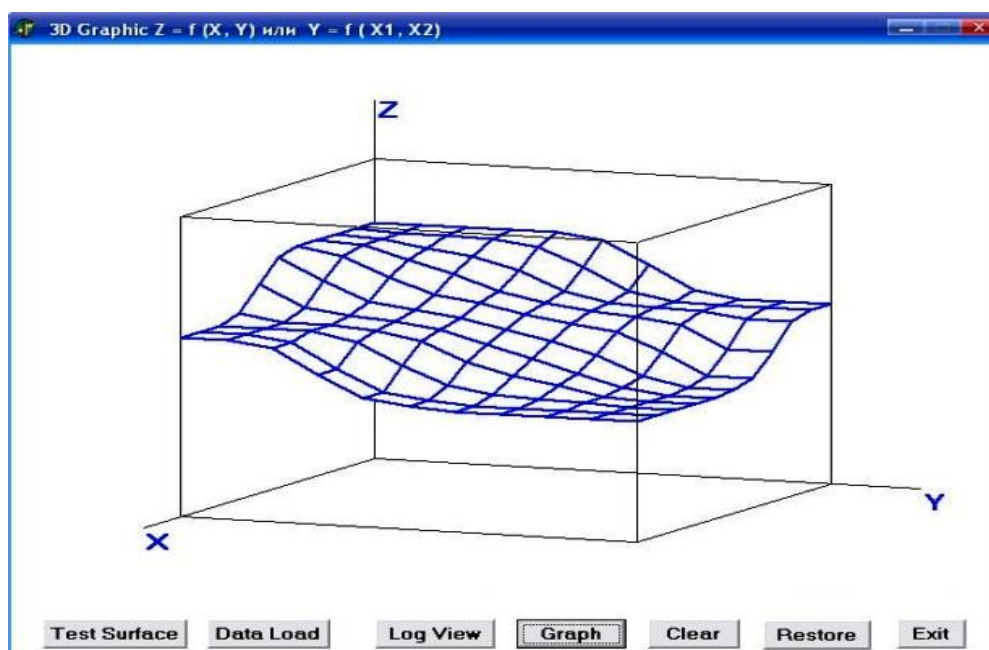 3D Graphic Z = f (X, Y) или Y = f ( X1 , X2)
Z
Y
X
Test Surface Data Load Log View Graph Clear Restore Exit